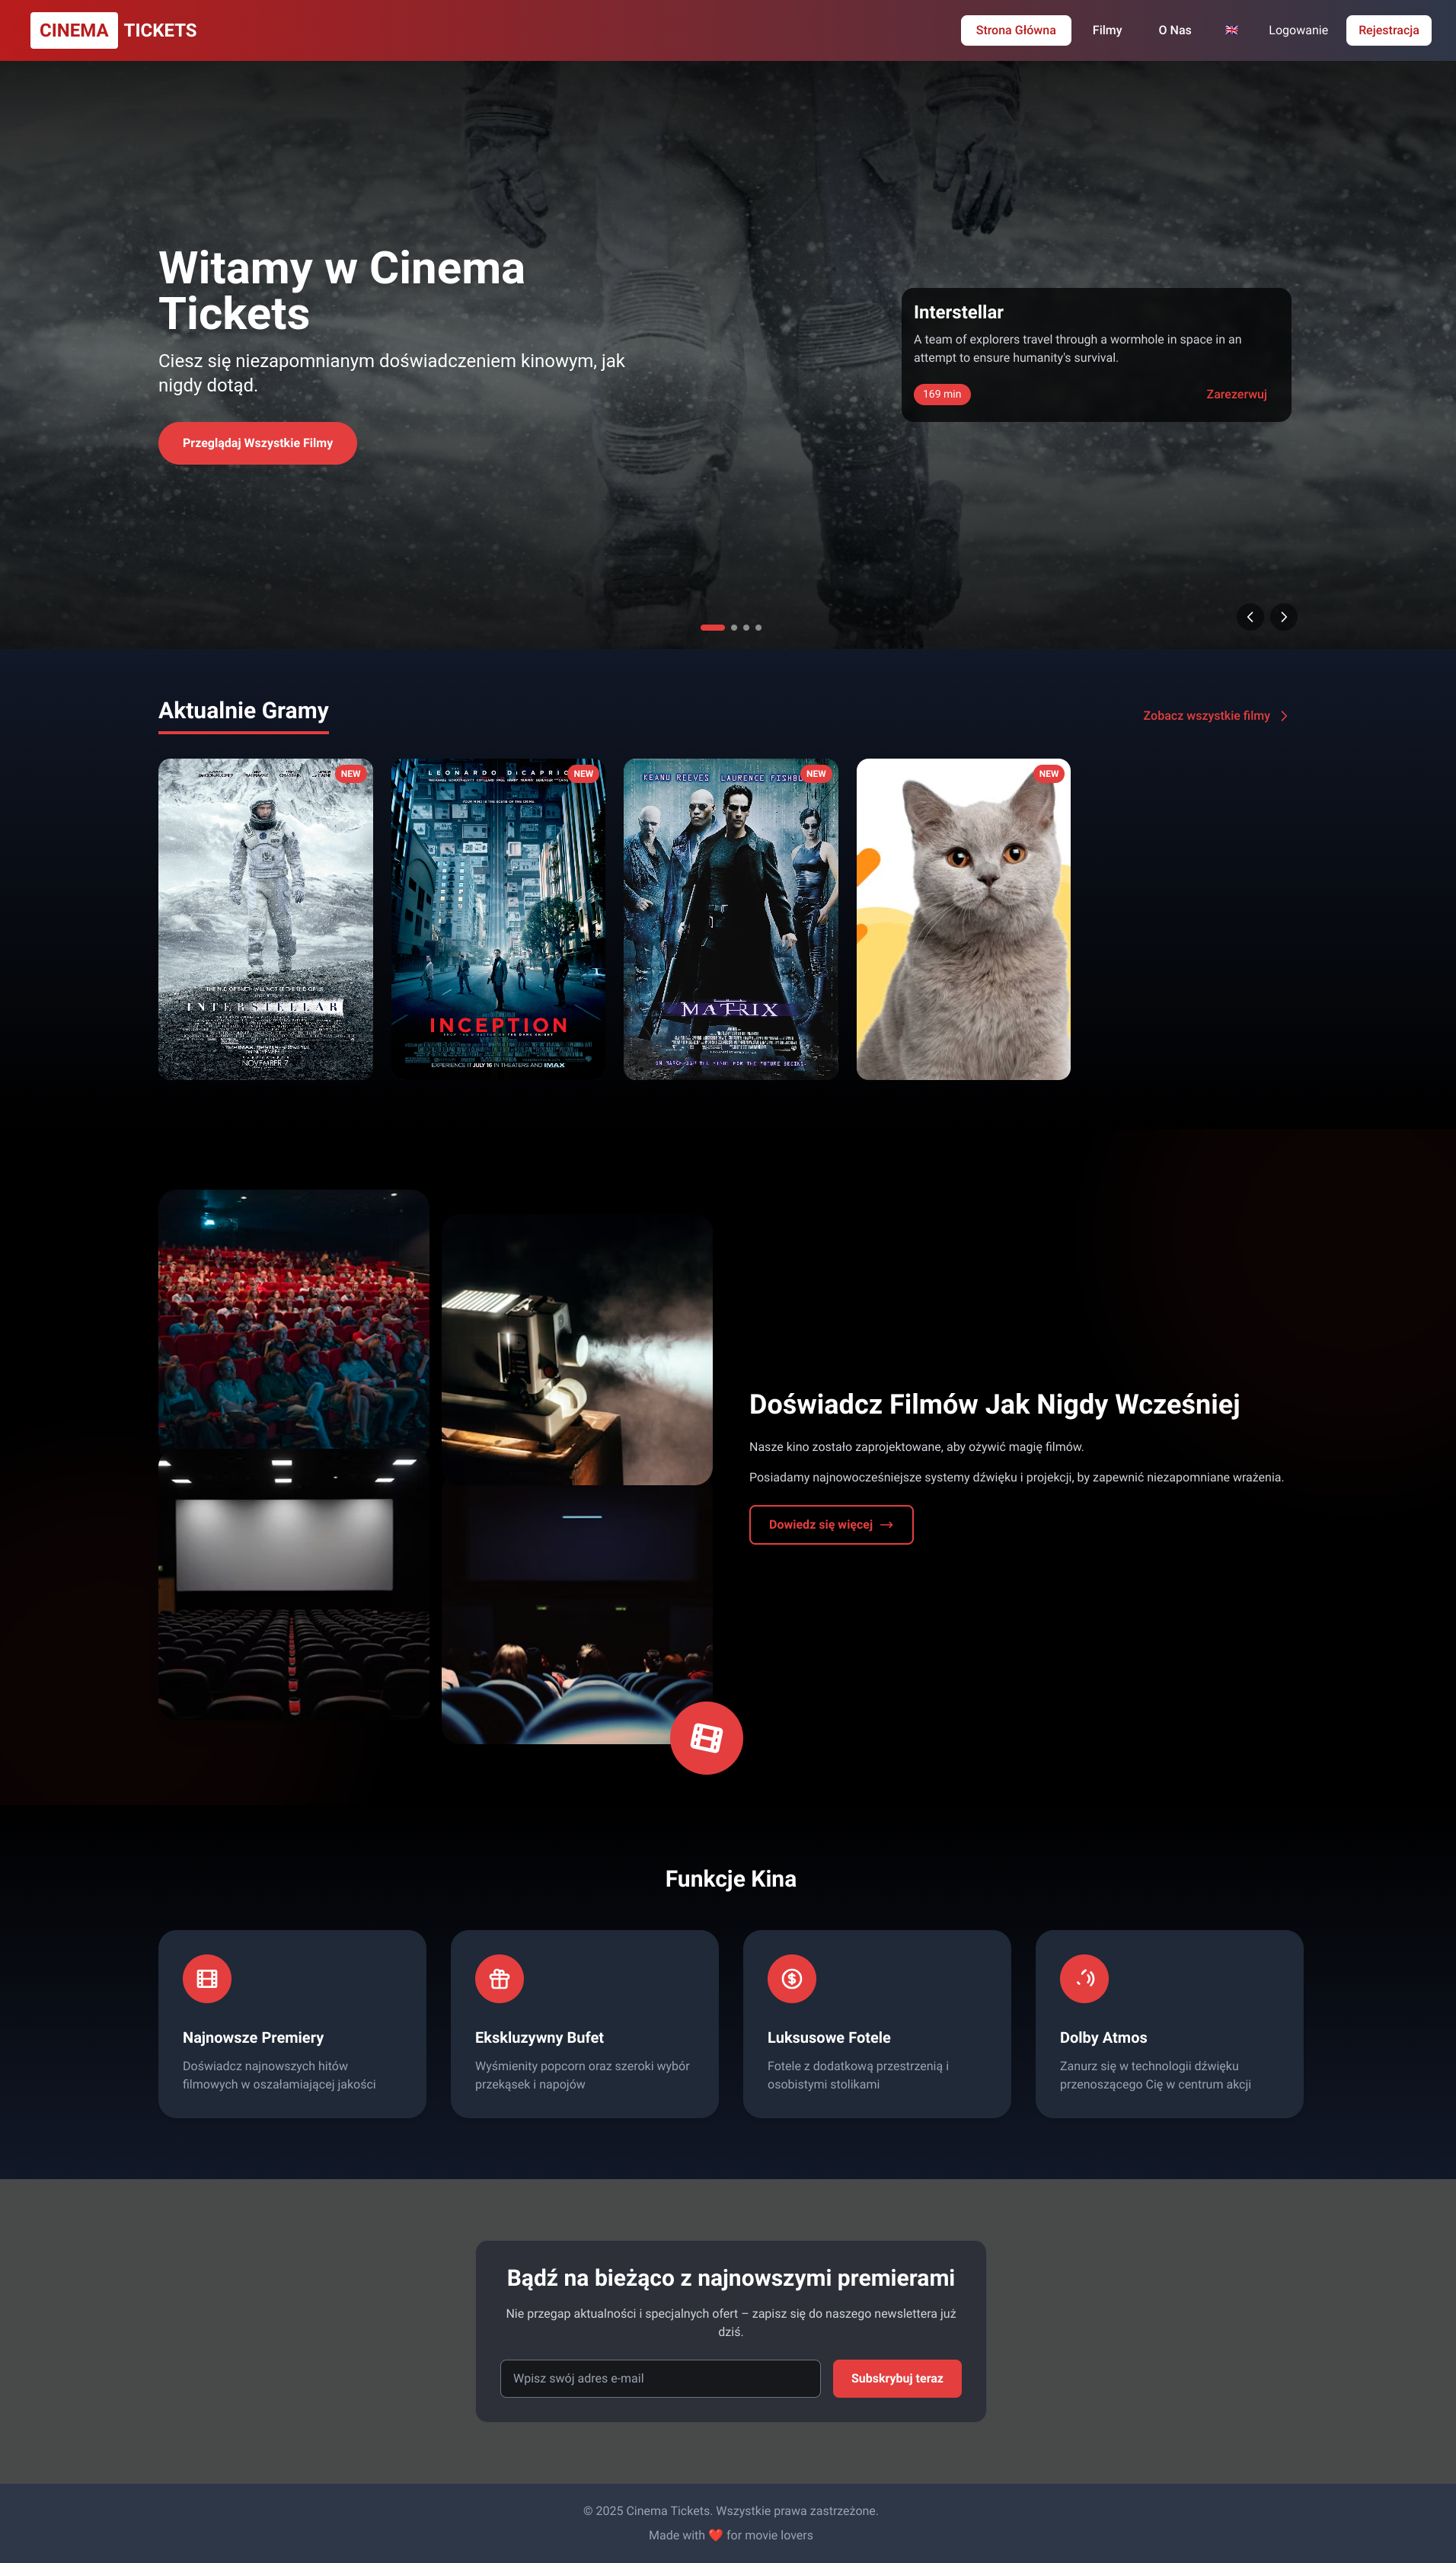 CINEMA TICKETS
Strona Główna
Filmy
O Nas
Logowanie
Rejestracja
Witamy w Cinema
Tickets
Ciesz się niezapomnianym doświadczeniem kinowym, jak
nigdy dotąd.
Przeglądaj Wszystkie Filmy
Interstellar
A team of explorers travel through a wormhole in space in an
attempt to ensure humanity's survival.
169 min
Zarezerwuj
Aktualnie Gramy
Zobacz wszystkie filmy
NEW
INTERSTELLAR
NOVEMBER 7
NEW
LEONARDO DICAPRIO
YOUR MIND IS THE SCENE OF THE CRIME
INCEPTION
EXPERIENCE IT JULY 16 IN THEATERS AND IMAX
NEW
KEANU REEVES LAURENCE
MATRIX
NEW
Doświadcz Filmów Jak Nigdy Wcześniej
Nasze kino zostało zaprojektowane, aby ożywić magię filmów.
Posiadamy najnowocześniejsze systemy dźwięku i projekcji, by zapewnić niezapomniane wrażenia.
Dowiedz się więcej
Funkcje Kina
Najnowsze Premiery
Doświadcz najnowszych hitów
filmowych w oszałamiającej jakości
Ekskluzywny Bufet
Wyśmienity popcorn oraz szeroki wybór
przekąsek i napojów
Luksusowe Fotele
Fotele z dodatkową przestrzenią i
osobistymi stolikami
Dolby Atmos
Zanurz się w technologii dźwięku
przenoszącego Cię w centrum akcji
Bądź na bieżąco z najnowszymi premierami
Nie przegap aktualności i specjalnych ofert – zapisz się do naszego newslettera już
dziś.
Wpisz swój adres e-mail
Subskrybuj teraz
© 2025 Cinema Tickets. Wszystkie prawa zastrzeżone.
Made with ❤️ for movie lovers